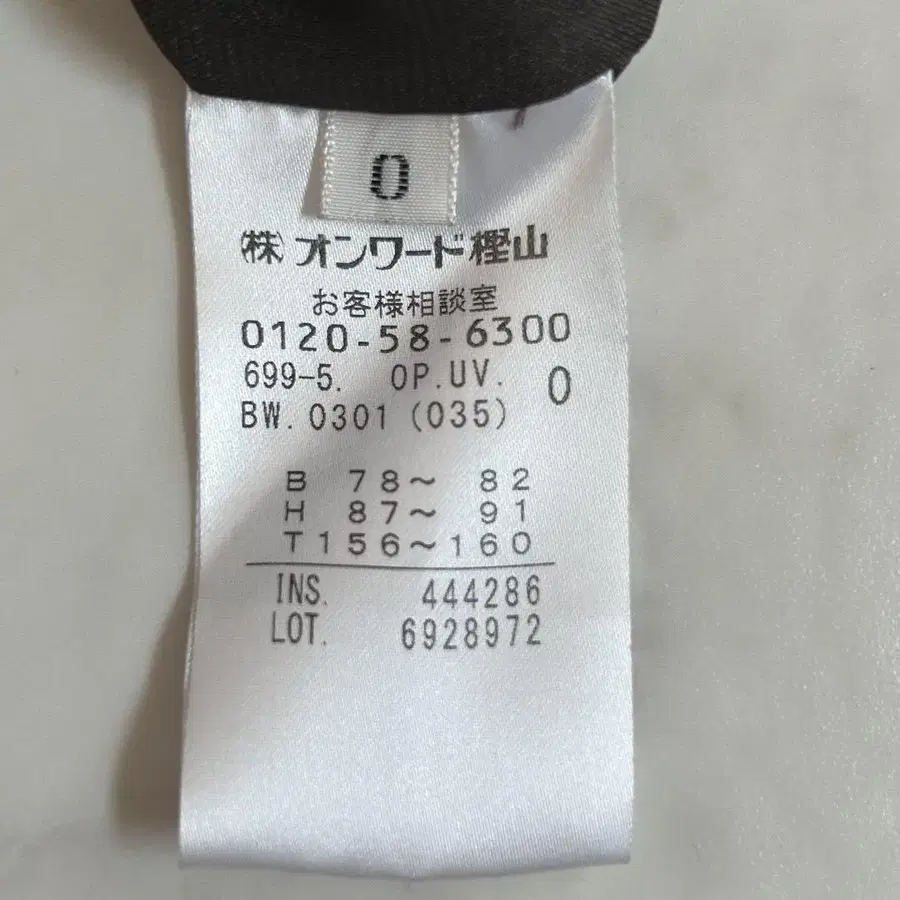 0
㈱オンワード樫山
お客様相談室
0120-58-6300
699-5. OP.UV. 0
BW. 0301 (035)
B 78～ 82
H 87～ 91
T156～160
INS. 444286
LOT. 6928972